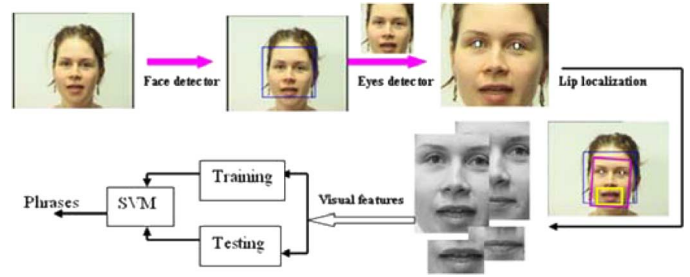 Face detector
Eyes detector
Lip localization
Training
Visual features
Phrases
SVM
Testing